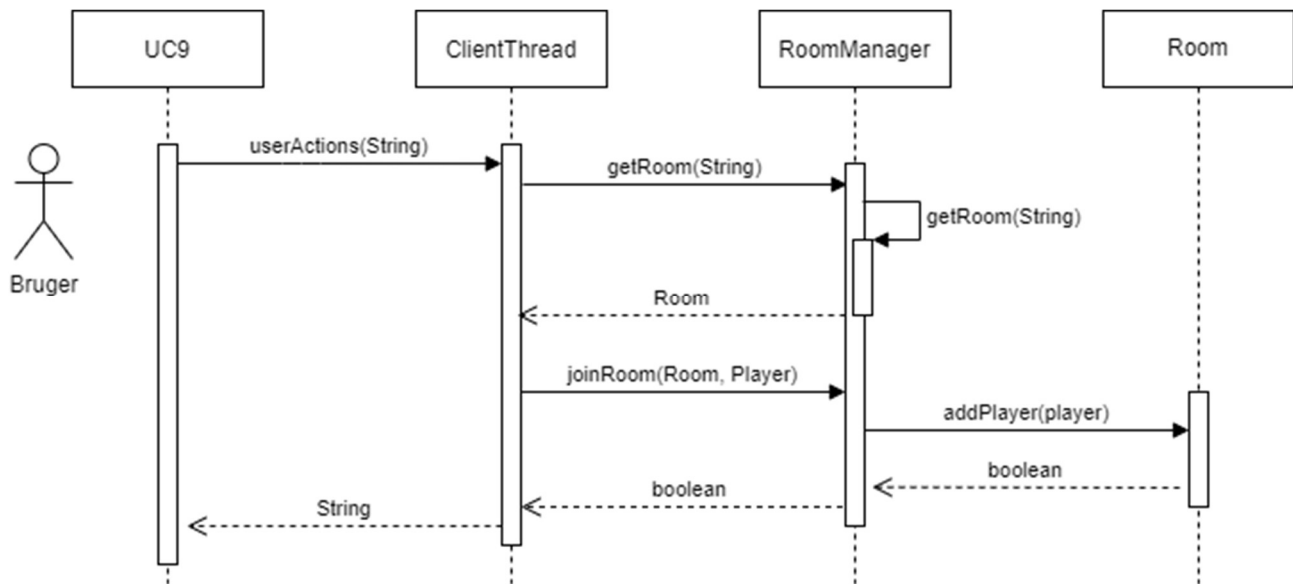 UC9
ClientThread
RoomManager
Room
userActions(String)
getRoom(String)
getRoom(String)
Bruger
Room
joinRoom(Room, Player)
addPlayer(player)
boolean
boolean
String